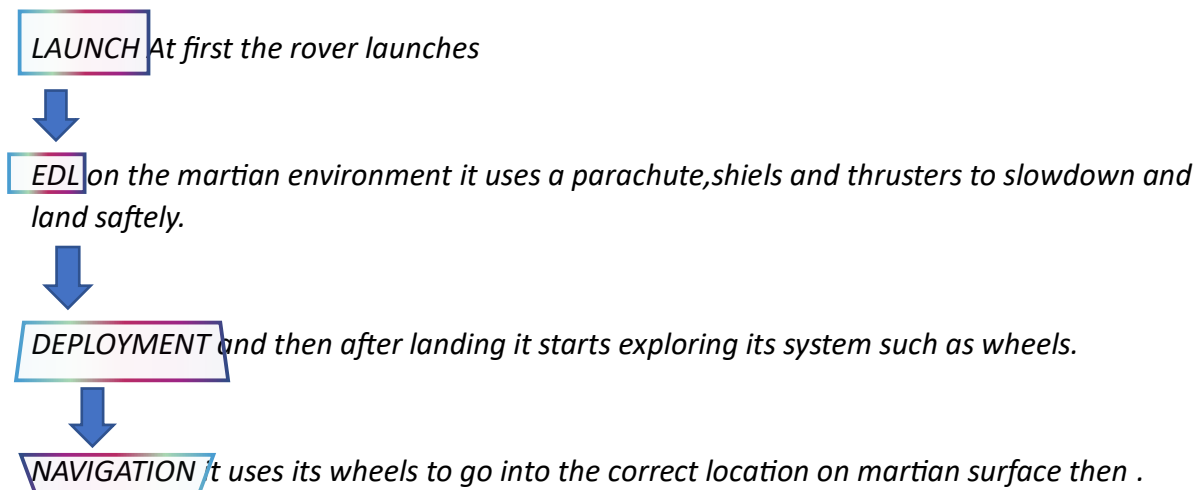 LAUNCH At first the rover launches
EDL on the martian environment it uses a parachute,shiels and thrusters to slowdown and
land saftely.
DEPLOYMENT and then after landing it starts exploring its system such as wheels.
NAVIGATION it uses its wheels to go into the correct location on martian surface then .